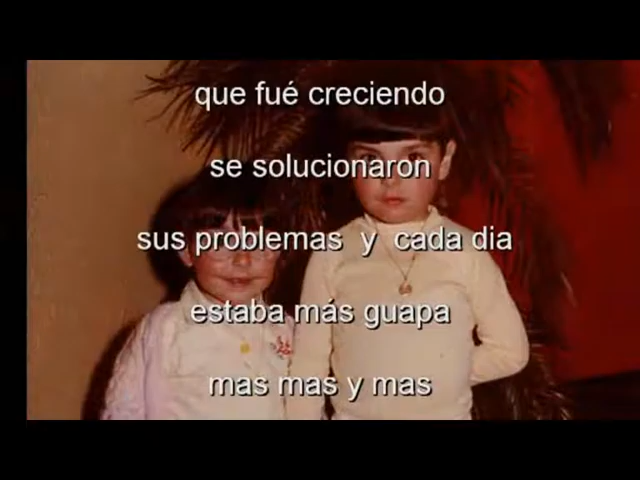 que fué creciendo
se solucionaron
sus problemas y cada dia
estaba más guapa
mas mas y mas